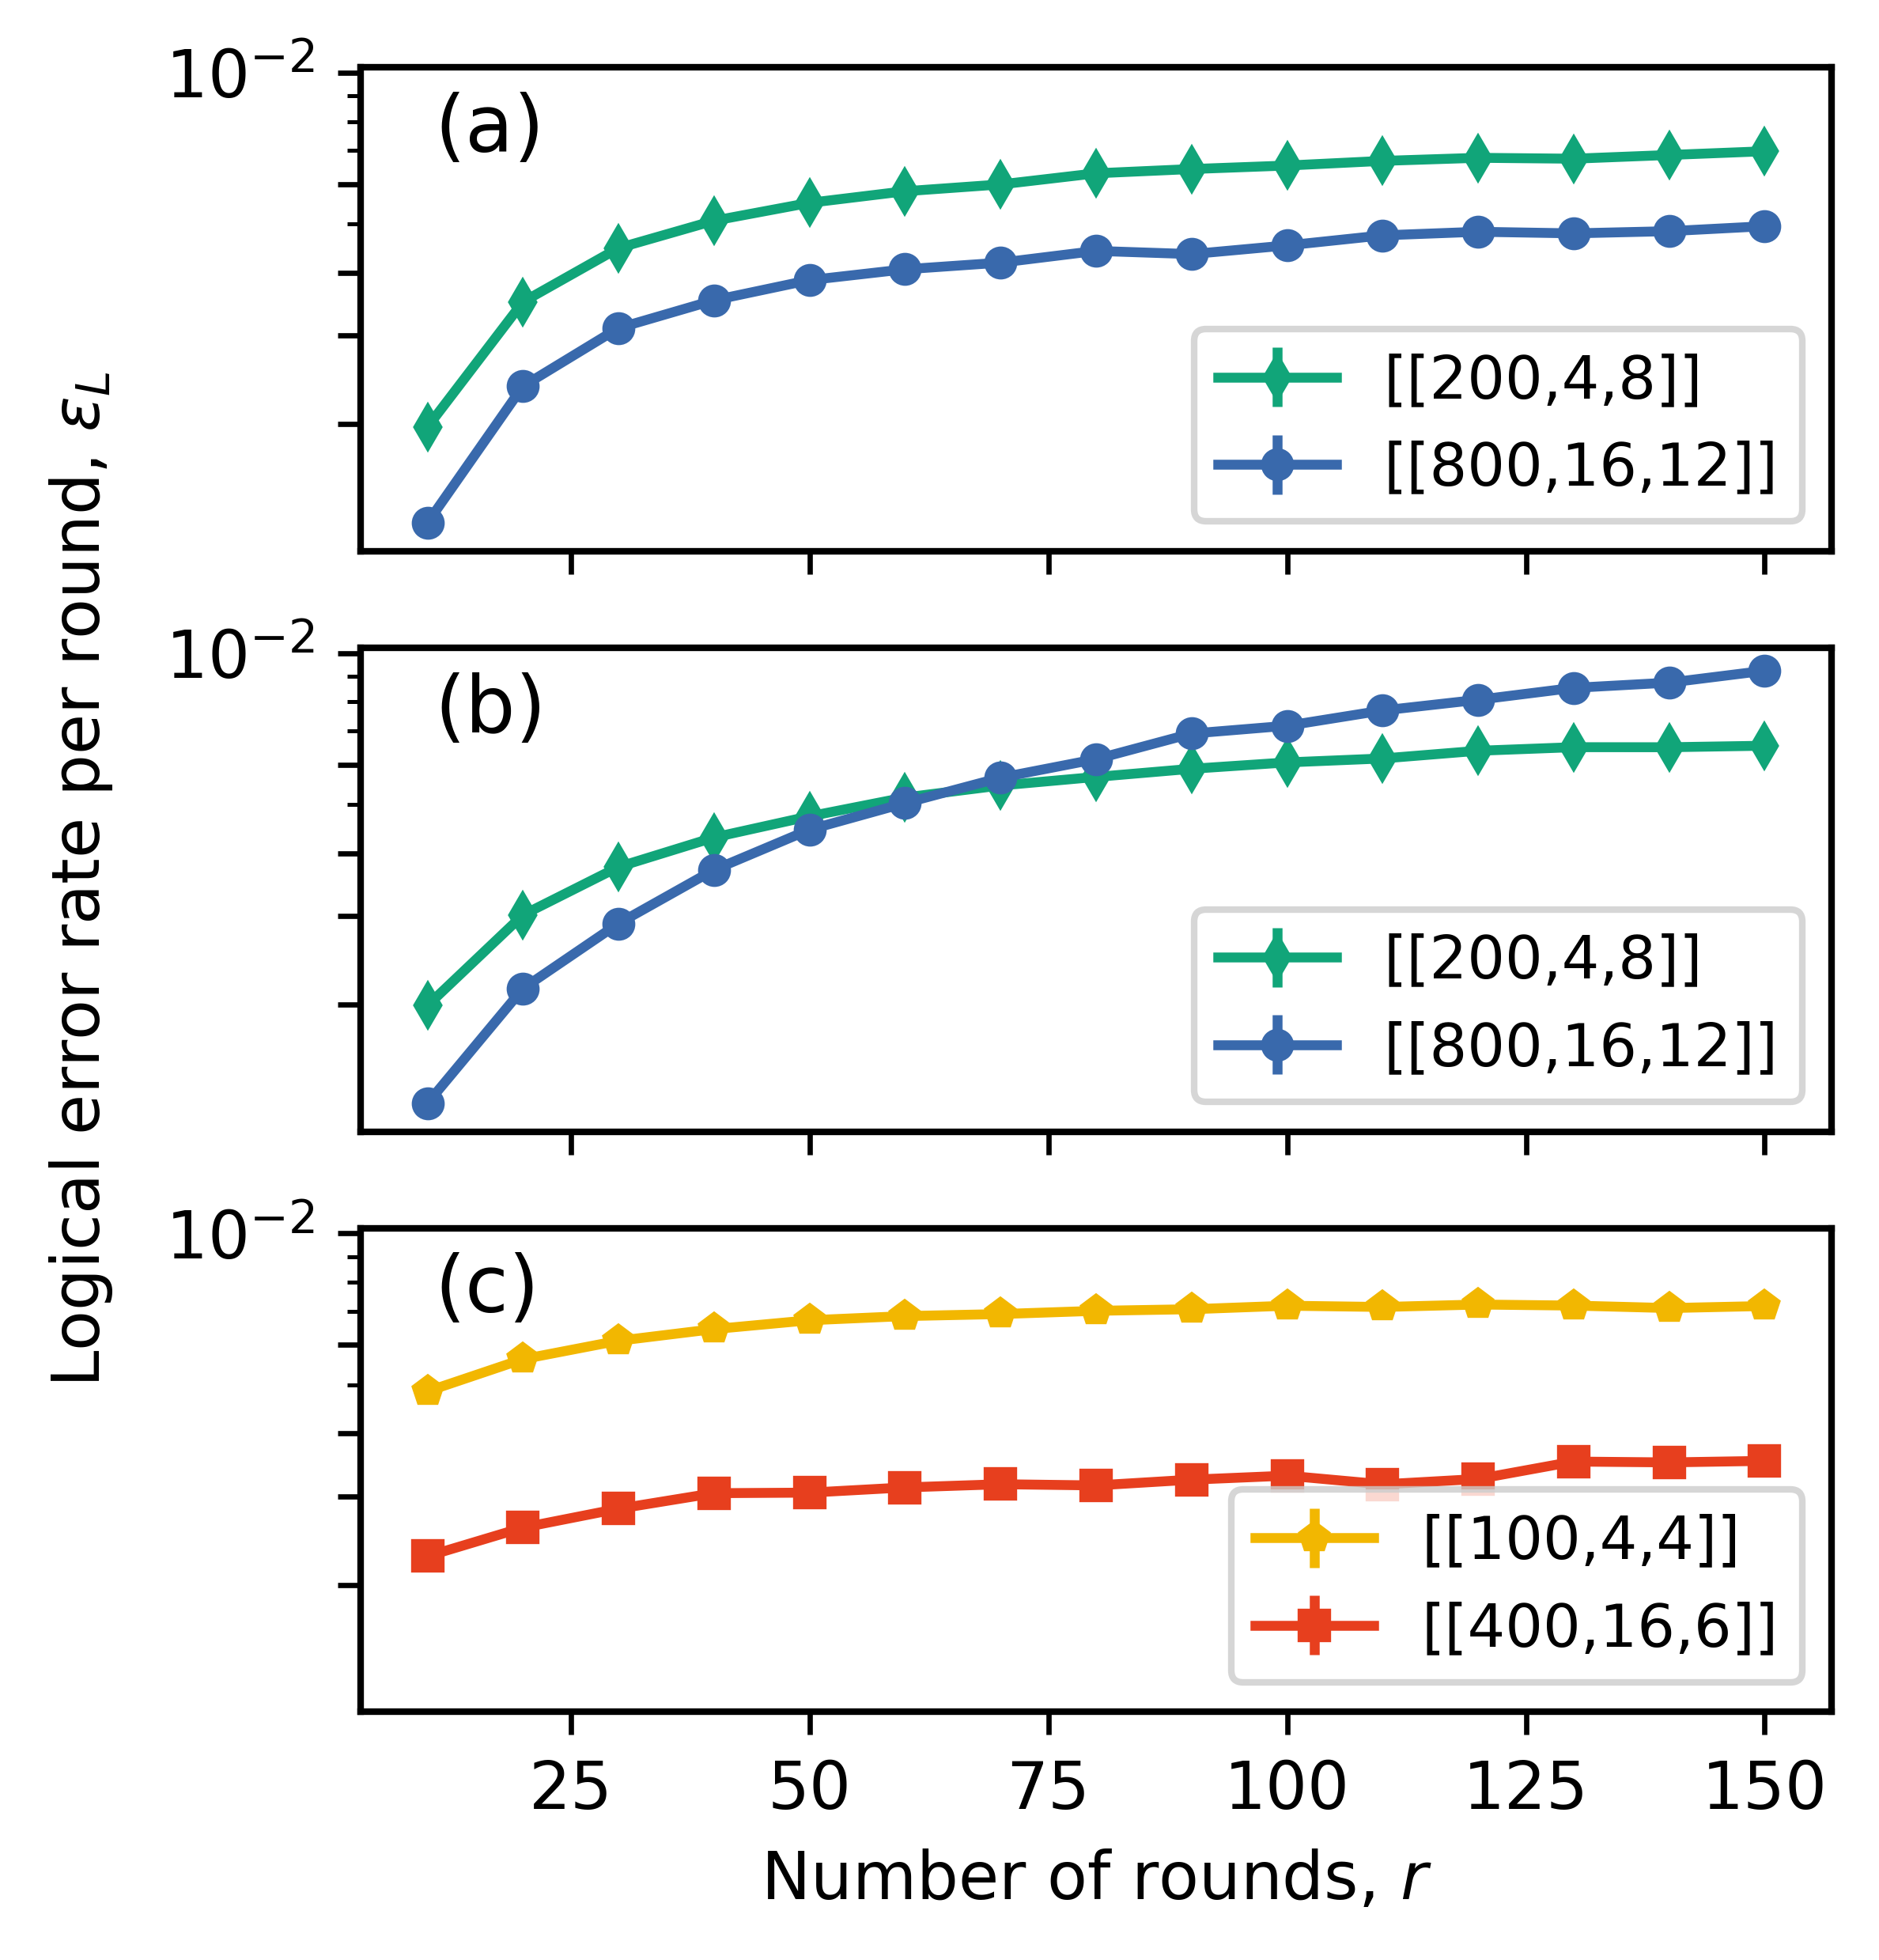 Logical error rate per round, ε_L
10⁻²
(a)
[[200,4,8]]
[[800,16,12]]
10⁻²
(b)
[[200,4,8]]
[[800,16,12]]
10⁻²
(c)
[[100,4,4]]
[[400,16,6]]
25 50 75 100 125 150
Number of rounds, r